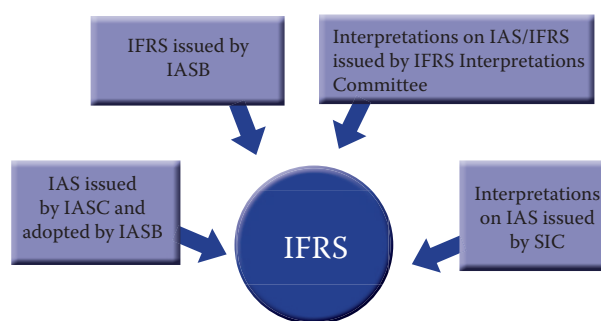 IFRS issued by
IASB
Interpretations on IAS/IFRS
issued by IFRS Interpretations
Committee
IAS issued
by IASC and
adopted by IASB
IFRS
Interpretations
on IAS issued
by SIC